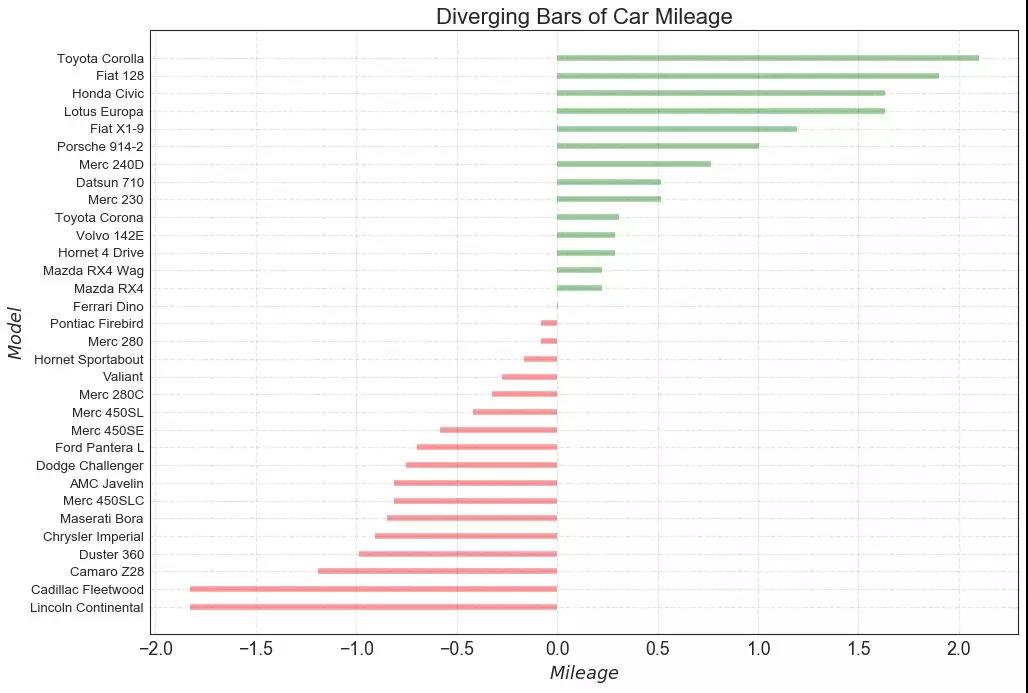 Diverging Bars of Car Mileage
Toyota Corolla
Fiat 128
Honda Civic
Lotus Europa
Fiat X1-9
Porsche 914-2
Merc 240D
Datsun 710
Merc 230
Toyota Corona
Volvo 142E
Hornet 4 Drive
Mazda RX4 Wag
Mazda RX4
Ferrari Dino
Pontiac Firebird
Merc 280
Hornet Sportabout
Valiant
Merc 280C
Merc 450SL
Merc 450SE
Ford Pantera L
Dodge Challenger
AMC Javelin
Merc 450SLC
Maserati Bora
Chrysler Imperial
Duster 360
Camaro Z28
Cadillac Fleetwood
Lincoln Continental
Model
−2.0 −1.5 −1.0 −0.5 0.0 0.5 1.0 1.5 2.0
Mileage